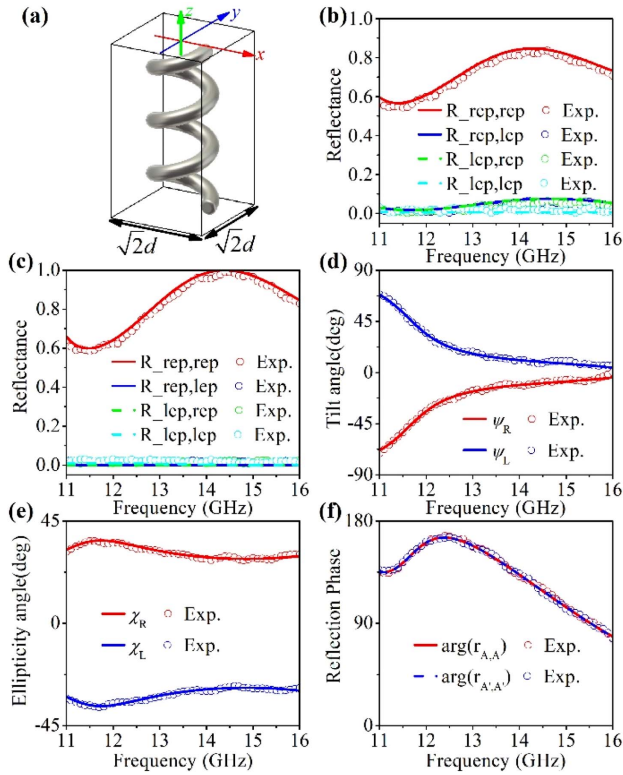 (a)
z
y
x
√2d
√2d
(b)
1.0
0.8
0.6
0.4
0.2
0.0
Reflectance
R_rcp,rcp Exp.
R_rcp,lcp Exp.
R_lcp,rcp Exp.
R_lcp,lcp Exp.
11 12 13 14 15 16
Frequency (GHz)
(c)
1.0
0.8
0.6
0.4
0.2
0.0
Reflectance
R_rep,rep Exp.
R_rep,lep Exp.
R_lcp,rcp Exp.
R_lcp,lcp Exp.
11 12 13 14 15 16
Frequency (GHz)
(d)
90
45
0
-45
-90
Tilt angle(deg)
ψR Exp.
ψL Exp.
11 12 13 14 15 16
Frequency (GHz)
(e)
45
0
-45
Ellipticity angle(deg)
χR Exp.
χL Exp.
11 12 13 14 15 16
Frequency (GHz)
(f)
180
90
0
Reflection Phase
arg(rA,A) Exp.
arg(rA',A') Exp.
11 12 13 14 15 16
Frequency (GHz)